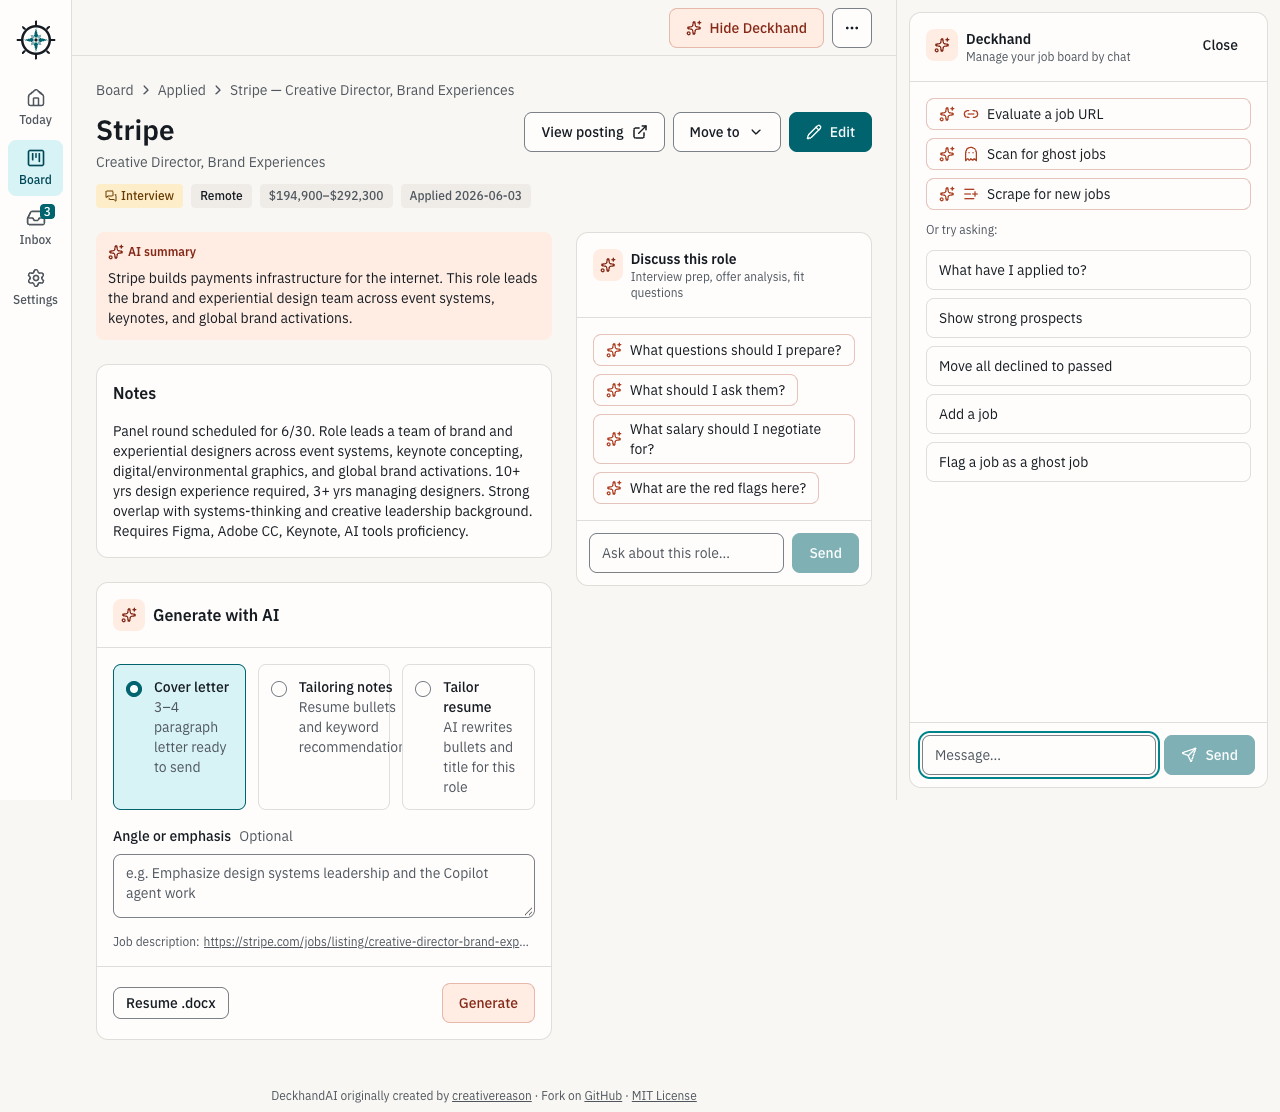 Today
Board
3
Inbox
Settings
Hide Deckhand
Board > Applied > Stripe — Creative Director, Brand Experiences
Stripe
Creative Director, Brand Experiences
View posting
Move to
Edit
Interview
Remote
$194,900–$292,300
Applied 2026-06-03
AI summary
Stripe builds payments infrastructure for the internet. This role leads
the brand and experiential design team across event systems,
keynotes, and global brand activations.
Notes
Panel round scheduled for 6/30. Role leads a team of brand and
experiential designers across event systems, keynote concepting,
digital/environmental graphics, and global brand activations. 10+
yrs design experience required, 3+ yrs managing designers. Strong
overlap with systems-thinking and creative leadership background.
Requires Figma, Adobe CC, Keynote, AI tools proficiency.
Generate with AI
Cover letter
3–4
paragraph
letter ready
to send
Tailoring notes
Resume bullets
and keyword
recommendation
Tailor
resume
AI rewrites
bullets and
title for this
role
Angle or emphasis Optional
e.g. Emphasize design systems leadership and the Copilot
agent work
Job description: https://stripe.com/jobs/listing/creative-director-brand-exp...
Resume .docx
Generate
Discuss this role
Interview prep, offer analysis, fit
questions
What questions should I prepare?
What should I ask them?
What salary should I negotiate
for?
What are the red flags here?
Ask about this role...
Send
Deckhand
Manage your job board by chat
Close
Evaluate a job URL
Scan for ghost jobs
Scrape for new jobs
Or try asking:
What have I applied to?
Show strong prospects
Move all declined to passed
Add a job
Flag a job as a ghost job
Message...
Send
DeckhandAI originally created by creativereason · Fork on GitHub · MIT License